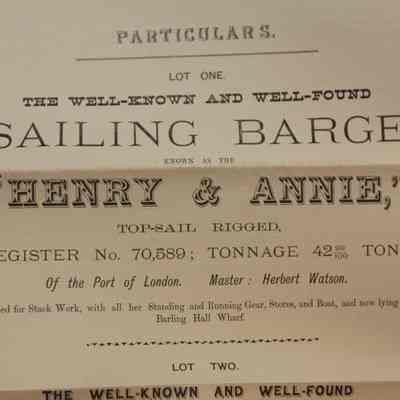 PARTICULARS.
LOT ONE.
THE WELL-KNOWN AND WELL-FOUND
SAILING BARGE
KNOWN AS THE
"HENRY & ANNIE,"
TOP-SAIL RIGGED,
EGISTER No. 70,589; TONNAGE 42 TON
Of the Port of London. Master: Herbert Watson.
ed for Stack Work, with all her Standing and Running Gear, Stores, and Boat, and now lying
Barling Hall Wharf.
LOT TWO.
THE WELL-KNOWN AND WELL-FOUND